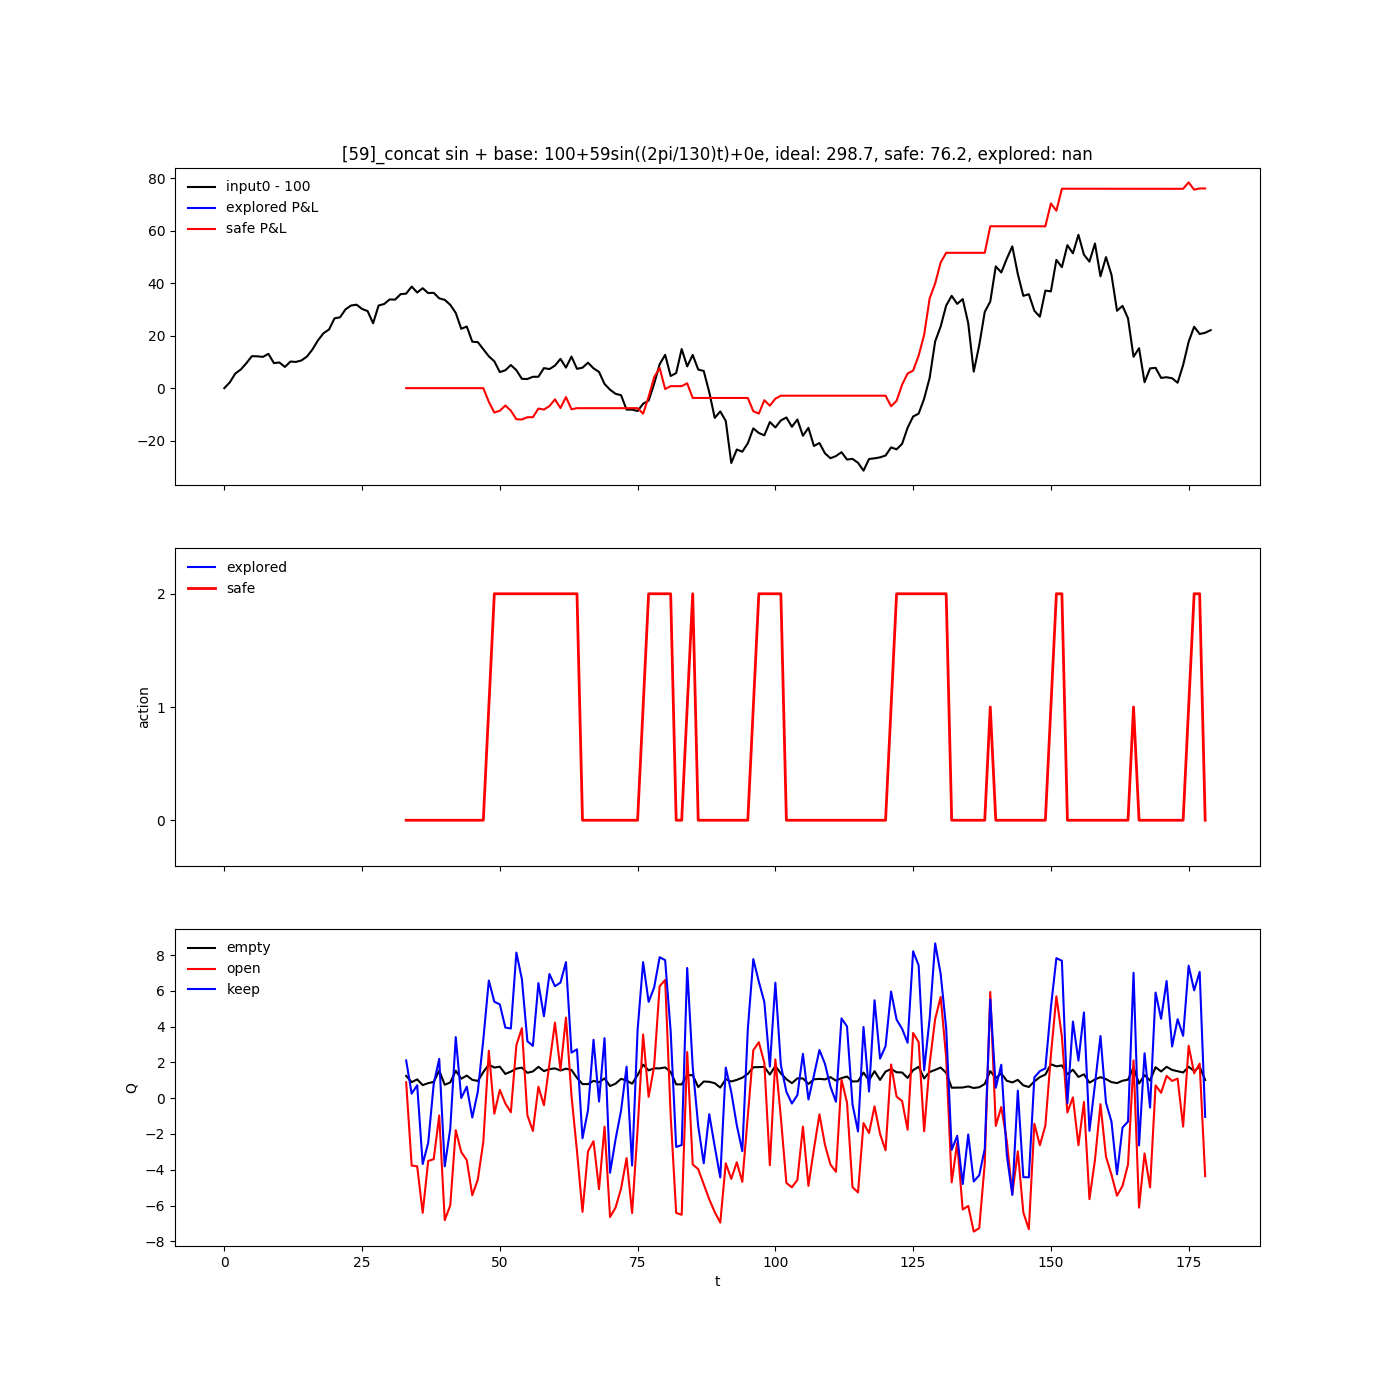 [59]_concat sin + base: 100+59sin((2pi/130)t)+0e, ideal: 298.7, safe: 76.2, explored: nan
80
60
40
20
0
−20
input0 - 100
explored P&L
safe P&L
2
1
0
action
explored
safe
8
6
4
2
0
−2
−4
−6
−8
Q
empty
open
keep
0 25 50 75 100 125 150 175
t